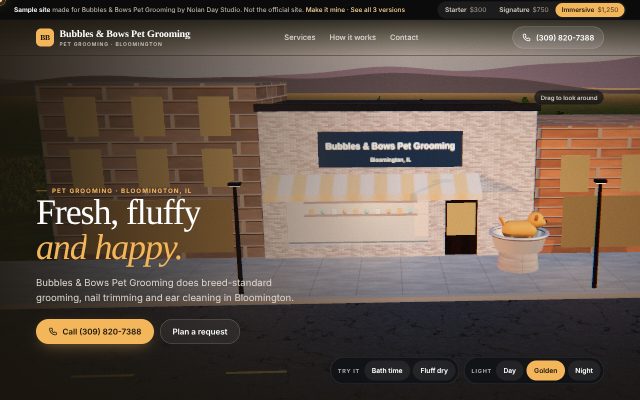 Sample site made for Bubbles & Bows Pet Grooming by Nolan Day Studio. Not the official site. Make it mine · See all 3 versions
Starter $300 Signature $750 Immersive $1,250
BB Bubbles & Bows Pet Grooming
PET GROOMING · BLOOMINGTON
Services How it works Contact
(309) 820-7388
Drag to look around
Bubbles & Bows Pet Grooming
Bloomington, IL
PET GROOMING · BLOOMINGTON, IL
Fresh, fluffy
and happy.
Bubbles & Bows Pet Grooming does breed-standard
grooming, nail trimming and ear cleaning in Bloomington.
Call (309) 820-7388 Plan a request
TRY IT Bath time Fluff dry LIGHT Day Golden Night